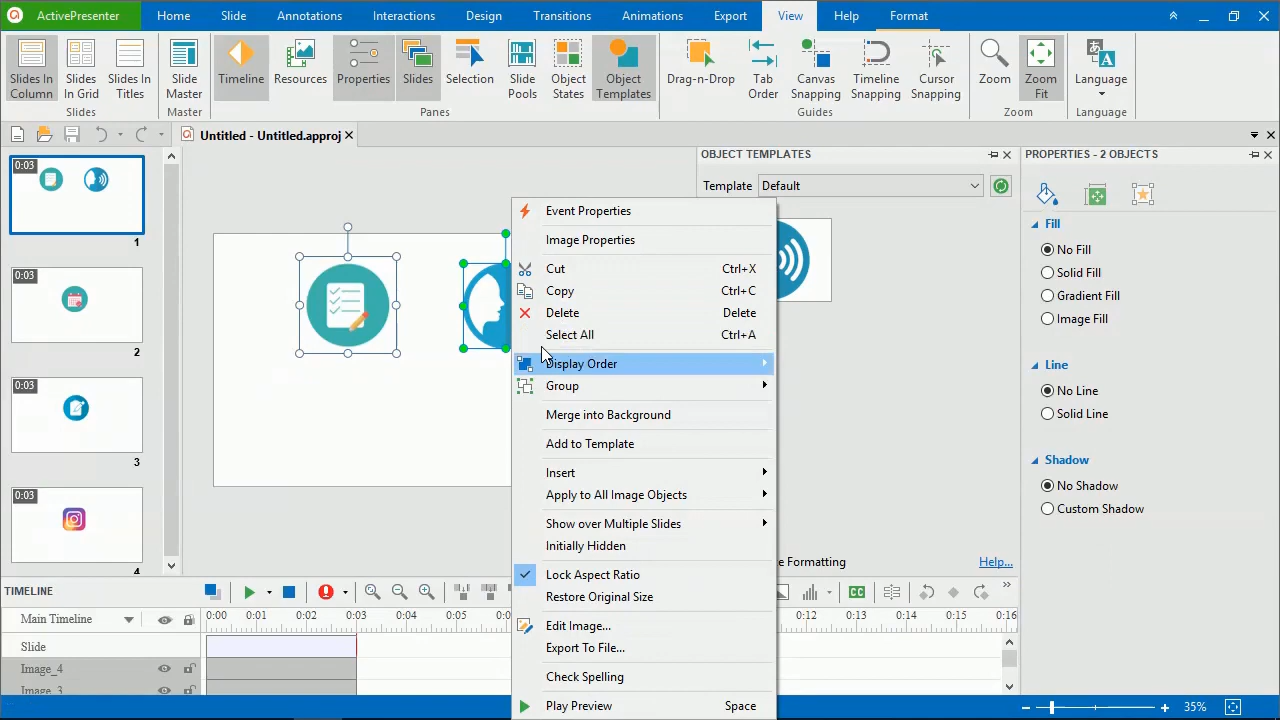 ActivePresenter
Home
Slide
Annotations
Interactions
Design
Transitions
Animations
Export
View
Help
Format
Slides In Column
Slides In Grid
Slides In Titles
Slide Master
Timeline
Resources
Properties
Slides
Selection
Slide Pools
Object States
Object Templates
Drag-n-Drop
Tab Order
Canvas Snapping
Timeline Snapping
Cursor Snapping
Zoom
Zoom Fit
Language
Slides
Master
Panes
Guides
Zoom
Language
Untitled - Untitled.approj
0:03
1
0:03
2
0:03
3
0:03
4
OBJECT TEMPLATES
Template Default
PROPERTIES - 2 OBJECTS
Fill
No Fill
Solid Fill
Gradient Fill
Image Fill
Line
No Line
Solid Line
Shadow
No Shadow
Custom Shadow
Event Properties
Image Properties
Cut Ctrl+X
Copy Ctrl+C
Delete Delete
Select All Ctrl+A
Display Order
Group
Merge into Background
Add to Template
Insert
Apply to All Image Objects
Show over Multiple Slides
Initially Hidden
Lock Aspect Ratio
Restore Original Size
Edit Image...
Export To File...
Check Spelling
Play Preview Space
Formatting Help...
TIMELINE
CC
Main Timeline
0:00 0:01 0:02 0:03 0:04 0:05 0:12 0:13 0:14 0:15 0:16
Slide
Image_4
Image_3
35%